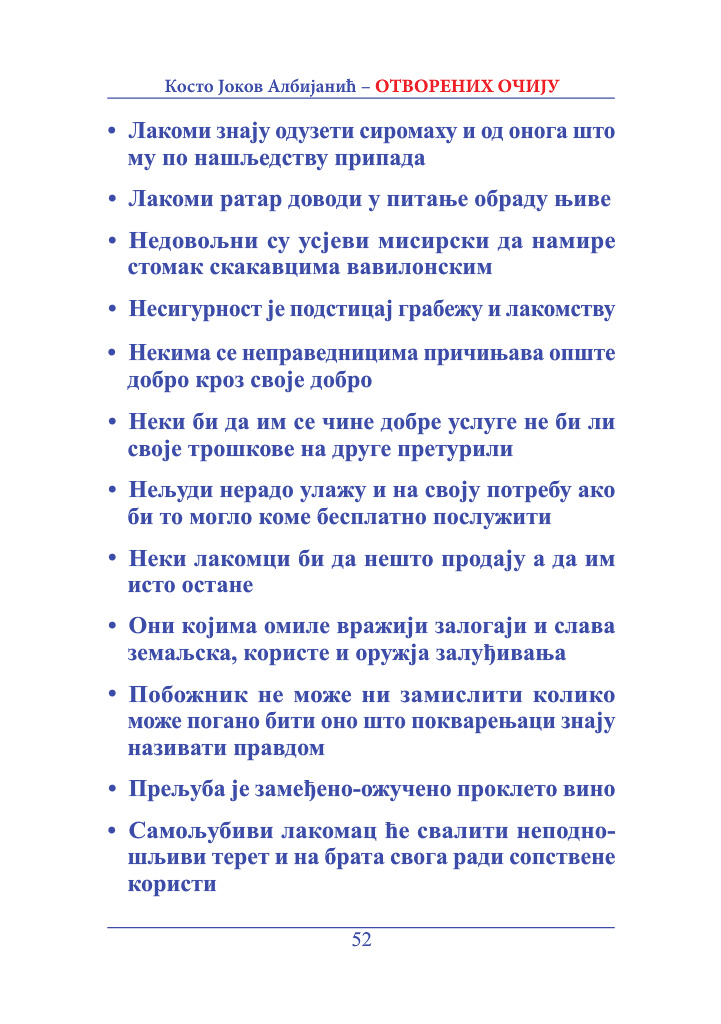 Косто Јоков Албијанић – ОТВОРЕНИХ ОЧИЈУ
• Лакоми знају одузети сиромаху и од онога што
му по нашљедству припада
• Лакоми ратар доводи у питање обраду њиве
• Недовољни су усјеви мисирски да намире
стомак скакавцима вавилонским
• Несигурност је подстицај грабежу и лакомству
• Некима се неправедницима причињава опште
добро кроз своје добро
• Неки би да им се чине добре услуге не би ли
своје трошкове на друге претурили
• Нељуди нерадо улажу и на своју потребу ако
би то могло коме бесплатно послужити
• Неки лакомци би да нешто продају а да им
исто остане
• Они којима омиле вражији залогаји и слава
земаљска, користе и оружја залуђивања
• Побожник не може ни замислити колико
може погано бити оно што покварењаци знају
називати правдом
• Прељуба је замеђено-ожучено проклето вино
• Самољубиви лакомац ће свалити неподно-
шљиви терет и на брата свога ради сопствене
користи
52